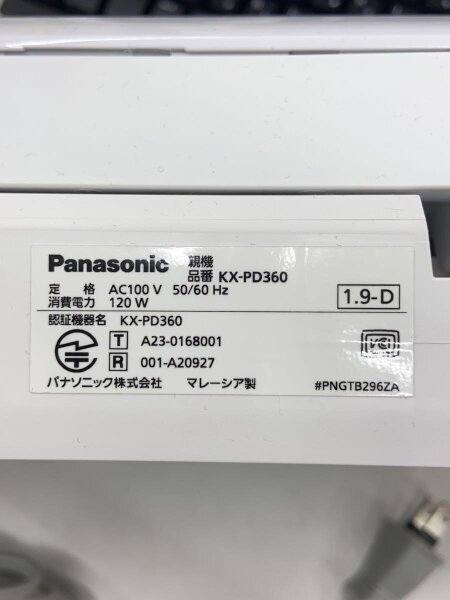 Panasonic 親機 品番 KX-PD360
定 格 AC100 V 50/60 Hz
消費電力 120 W
1.9-D
認証機器名 KX-PD360
T A23-0168001
R 001-A20927
VCI
パナソニック株式会社 マレーシア製 #PNGTB296ZA